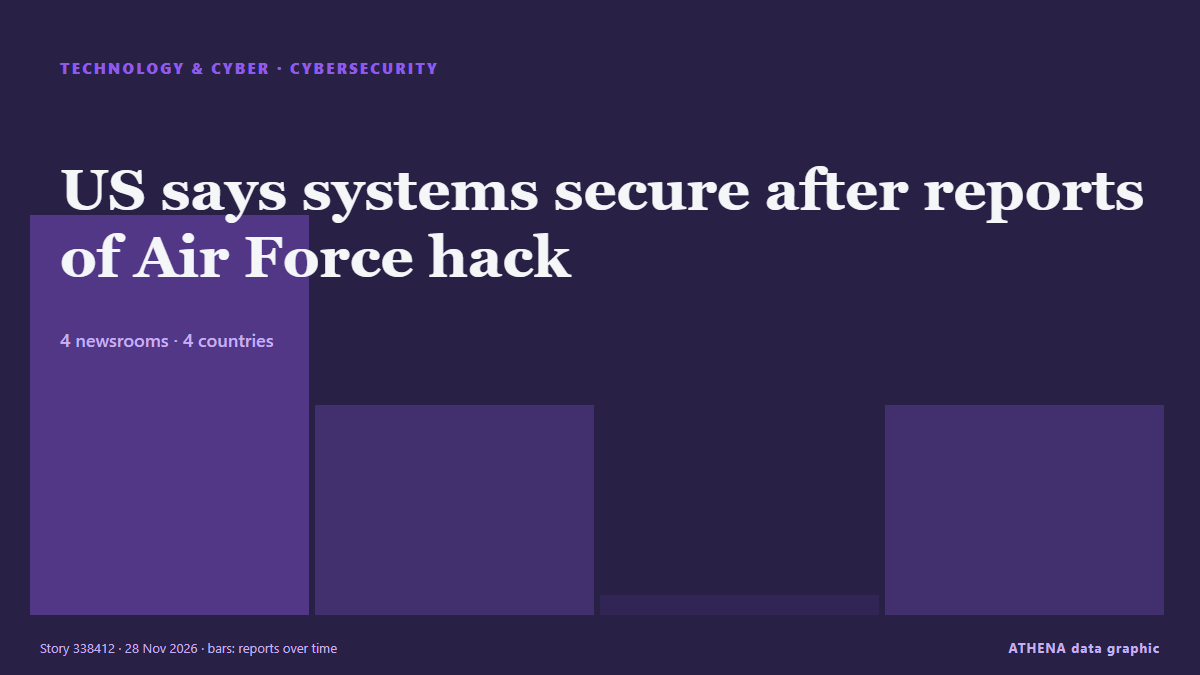 TECHNOLOGY & CYBER · CYBERSECURITY
US says systems secure after reports
of Air Force hack
4 newsrooms · 4 countries
Story 338412 · 28 Nov 2026 · bars: reports over time
ATHENA data graphic